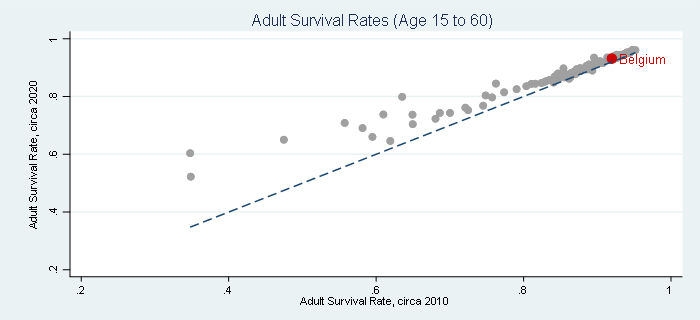 Adult Survival Rates (Age 15 to 60)
Adult Survival Rate, circa 2020
1
.8
.6
.4
.2
Belgium
.2 .4 .6 .8 1
Adult Survival Rate, circa 2010